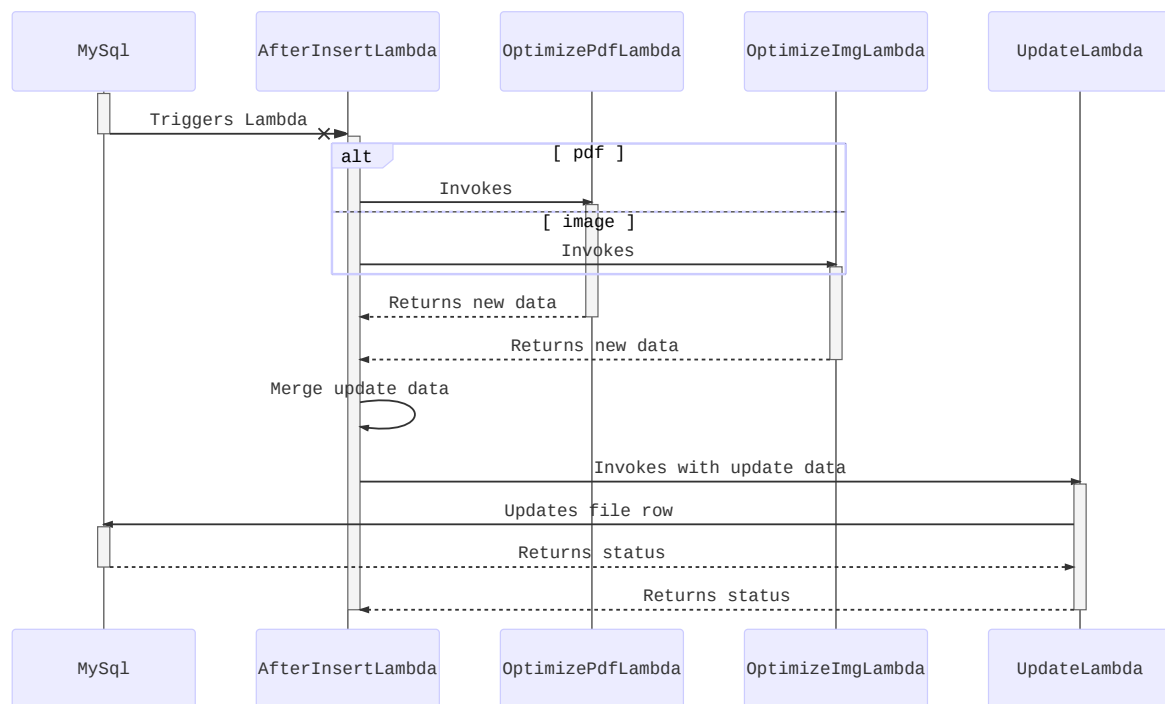 MySql
AfterInsertLambda
OptimizePdfLambda
OptimizeImgLambda
UpdateLambda
Triggers Lambda
alt
[ pdf ]
Invokes
[ image ]
Invokes
Returns new data
Returns new data
Merge update data
Invokes with update data
Updates file row
Returns status
Returns status
MySql
AfterInsertLambda
OptimizePdfLambda
OptimizeImgLambda
UpdateLambda